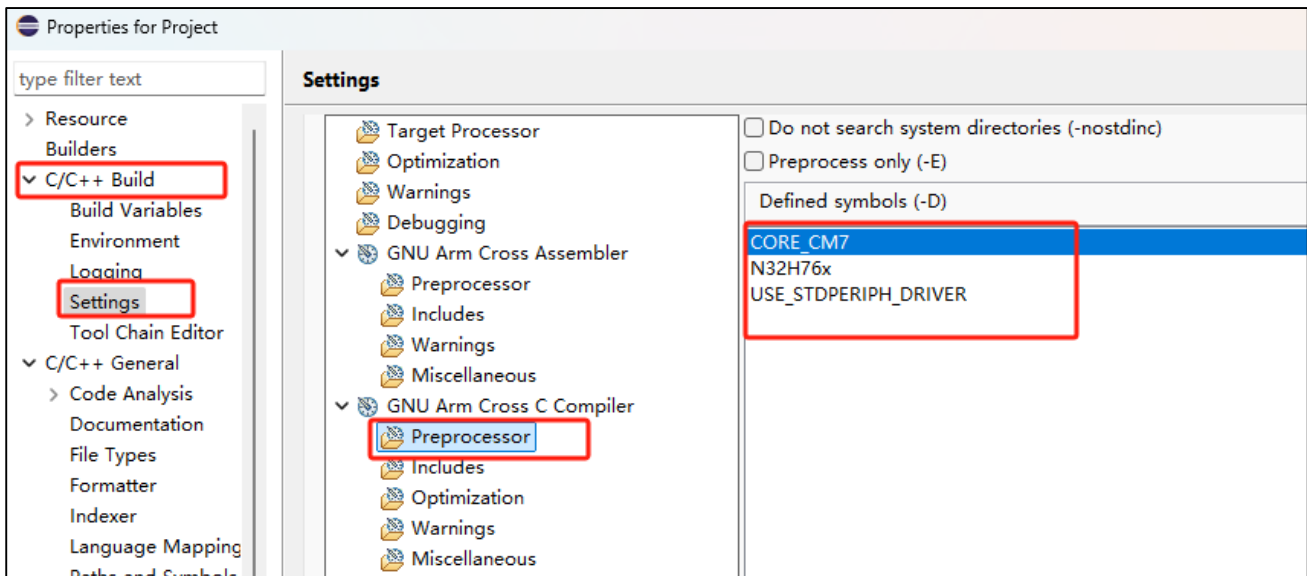 Properties for Project
type filter text
Resource
Builders
C/C++ Build
Build Variables
Environment
Logging
Settings
Tool Chain Editor
C/C++ General
Code Analysis
Documentation
File Types
Formatter
Indexer
Language Mapping
Paths and Symbols
Settings
Target Processor
Optimization
Warnings
Debugging
GNU Arm Cross Assembler
Preprocessor
Includes
Warnings
Miscellaneous
GNU Arm Cross C Compiler
Preprocessor
Includes
Optimization
Warnings
Miscellaneous
Do not search system directories (-nostdinc)
Preprocess only (-E)
Defined symbols (-D)
CORE_CM7
N32H76x
USE_STDPERIPH_DRIVER